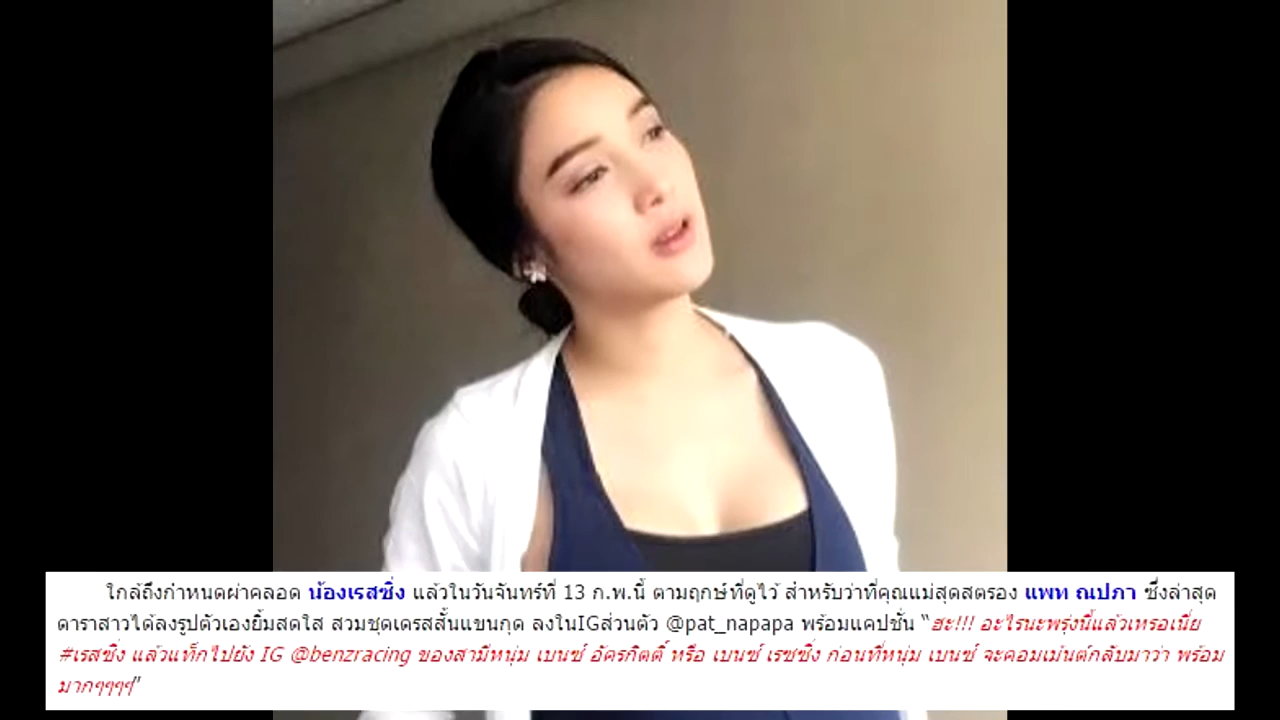 ใกล้ถึงกำหนดผ่าคลอด น้องเรสซิ่ง แล้วในวันจันทร์ที่ 13 ก.พ.นี้ ตามฤกษ์ที่ดูไว้ สำหรับว่าที่คุณแม่สุดสตรอง แพท ณปภา ซึ่งล่าสุด
ดาราสาวได้ลงรูปตัวเองยิ้มสดใส สวมชุดเดรสสั้นแขนกุด ลงในIGส่วนตัว @pat_napapa พร้อมแคปชั่น “ฮะ!!! อะไรนะพรุ่งนี้แล้วเหรอเนี่ย
#เรสซิ่ง แล้วแท็กไปยัง IG @benzracing ของสามีหนุ่ม เบนซ์ อัครกิตติ์ หรือ เบนซ์ เรซซิ่ง ก่อนที่หนุ่ม เบนซ์ จะคอมเม้นต์กลับมาว่า พร้อม
มากๆๆๆๆ”